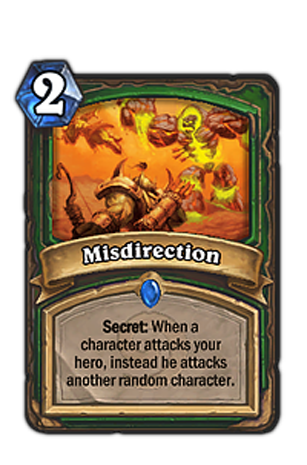 2
Misdirection
Secret: When a
character attacks your
hero, instead he attacks
another random character.